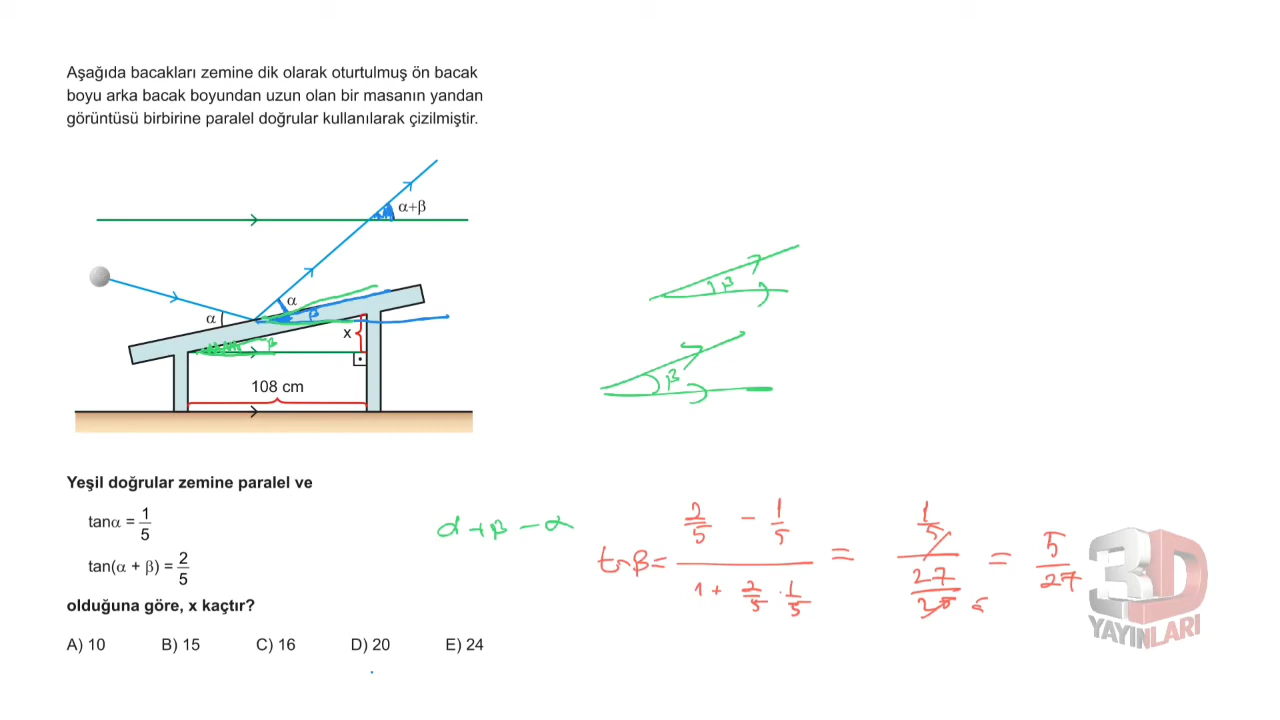 Aşağıda bacakları zemine dik olarak oturtulmuş ön bacak
boyu arka bacak boyundan uzun olan bir masanın yandan
görüntüsü birbirine paralel doğrular kullanılarak çizilmiştir.
α+β
α
β
α
x
β
108 cm
β
β
Yeşil doğrular zemine paralel ve
tanα = 1/5
tan(α + β) = 2/5
olduğuna göre, x kaçtır?
A) 10 B) 15 C) 16 D) 20 E) 24
α+β-α
tanβ = (2/5 - 1/5) / (1 + 2/5 · 1/5) = (1/5) / (27/25) = 5/27
3D
YAYINLARI